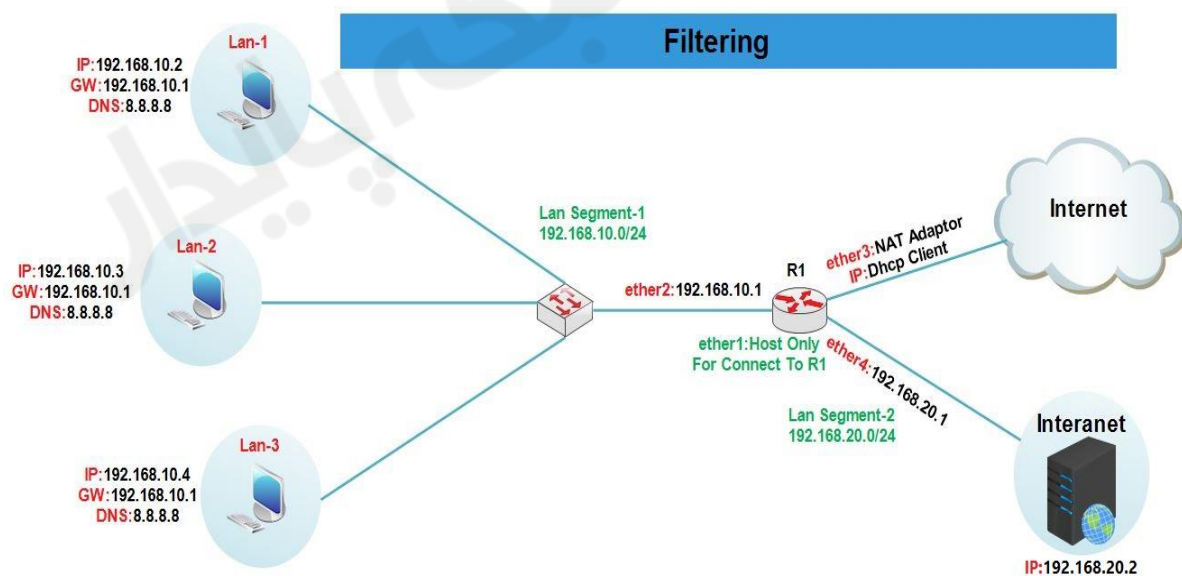 Filtering
Lan-1
IP:192.168.10.2
GW:192.168.10.1
DNS:8.8.8.8
Lan-2
IP:192.168.10.3
GW:192.168.10.1
DNS:8.8.8.8
Lan-3
IP:192.168.10.4
GW:192.168.10.1
DNS:8.8.8.8
Lan Segment-1
192.168.10.0/24
ether2:192.168.10.1
R1
ether1:Host Only
For Connect To R1
ether3:NAT Adaptor
IP:Dhcp Client
Internet
ether4:192.168.20.1
Lan Segment-2
192.168.20.0/24
Interanet
IP:192.168.20.2
پایدار